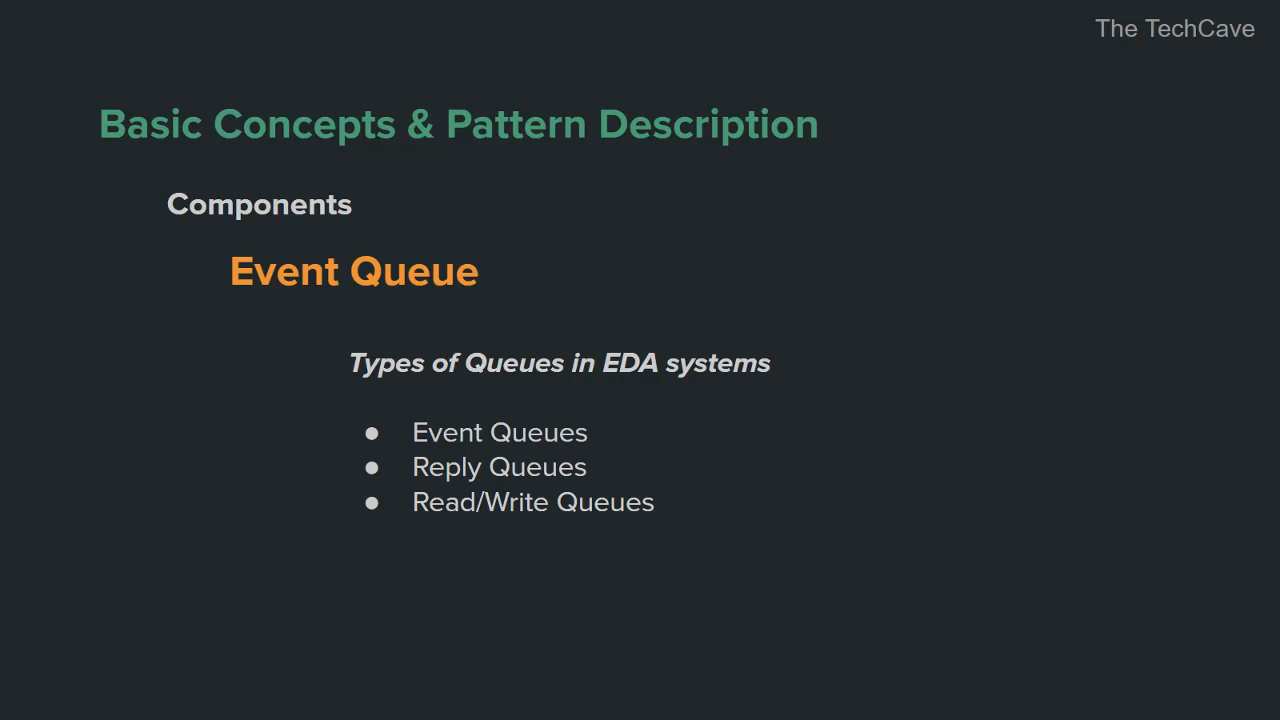 The TechCave
Basic Concepts & Pattern Description
Components
Event Queue
Types of Queues in EDA systems
● Event Queues
● Reply Queues
● Read/Write Queues